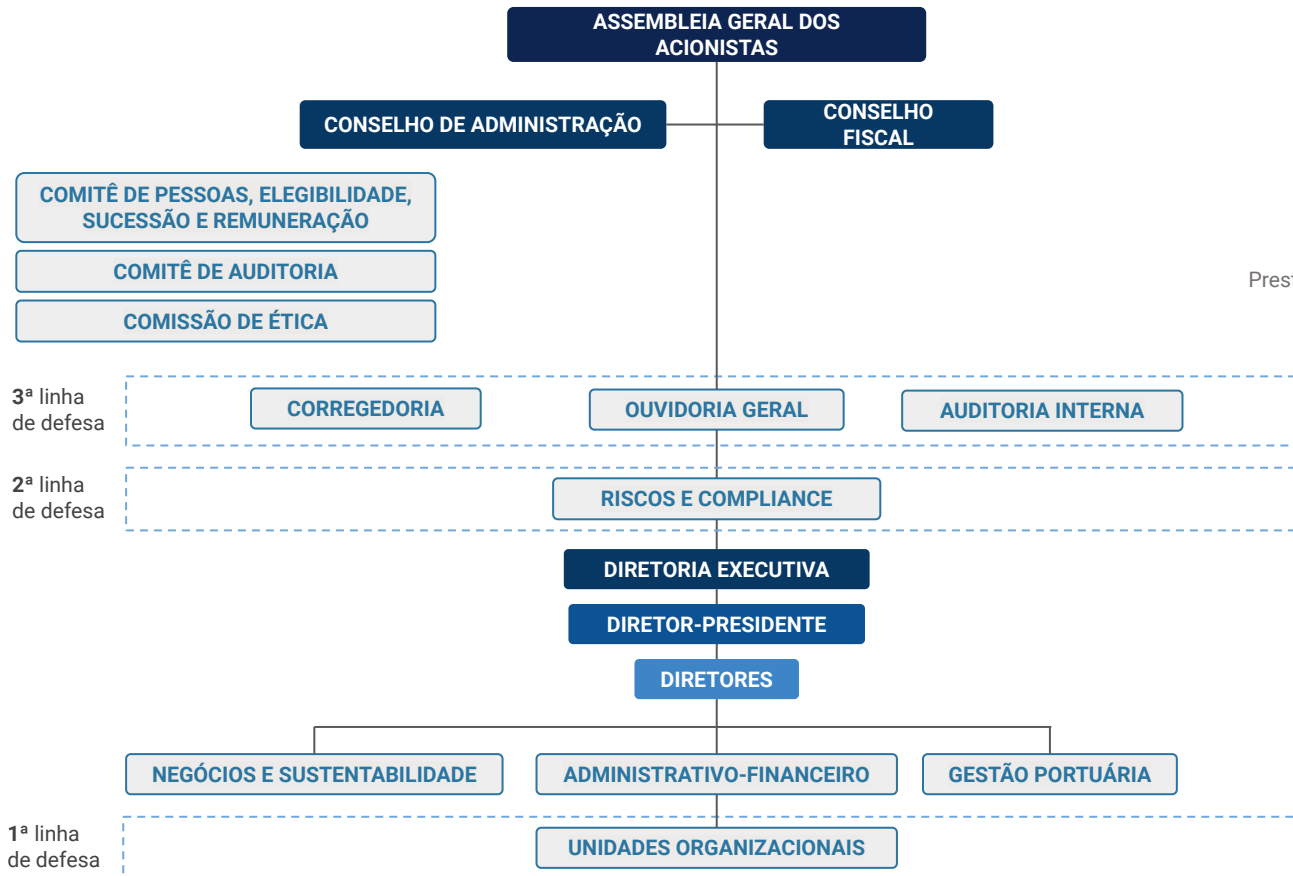 ASSEMBLEIA GERAL DOS
ACIONISTAS
CONSELHO DE ADMINISTRAÇÃO
CONSELHO
FISCAL
COMITÊ DE PESSOAS, ELEGIBILIDADE,
SUCESSÃO E REMUNERAÇÃO
COMITÊ DE AUDITORIA
COMISSÃO DE ÉTICA
Prest
3ª linha
de defesa
CORREGEDORIA
OUVIDORIA GERAL
AUDITORIA INTERNA
2ª linha
de defesa
RISCOS E COMPLIANCE
DIRETORIA EXECUTIVA
DIRETOR-PRESIDENTE
DIRETORES
NEGÓCIOS E SUSTENTABILIDADE
ADMINISTRATIVO-FINANCEIRO
GESTÃO PORTUÁRIA
1ª linha
de defesa
UNIDADES ORGANIZACIONAIS